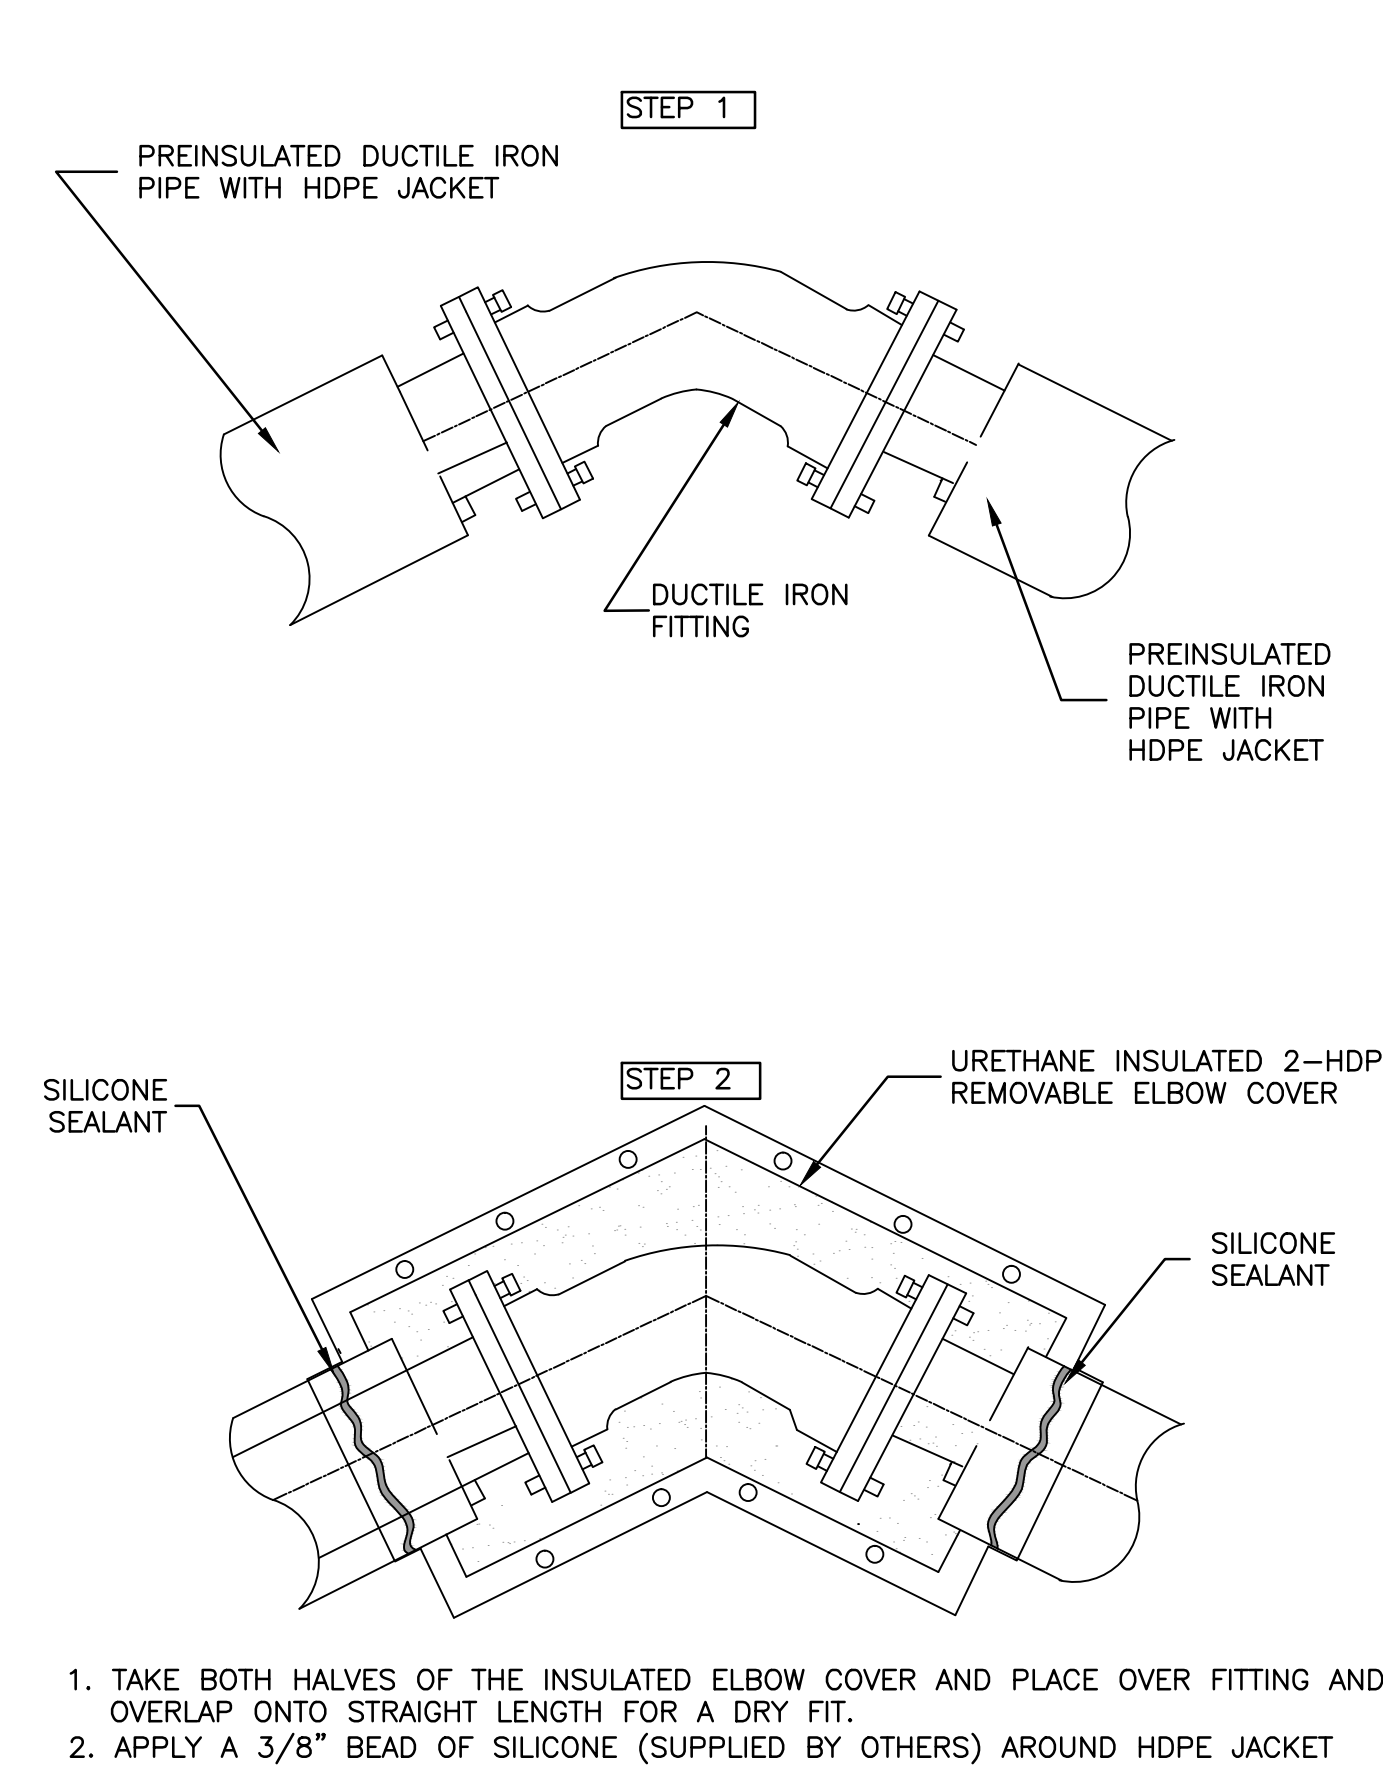 STEP 1
PREINSULATED DUCTILE IRON
PIPE WITH HDPE JACKET
DUCTILE IRON
FITTING
PREINSULATED
DUCTILE IRON
PIPE WITH
HDPE JACKET
STEP 2
URETHANE INSULATED 2-HDP
REMOVABLE ELBOW COVER
SILICONE
SEALANT
SILICONE
SEALANT
1. TAKE BOTH HALVES OF THE INSULATED ELBOW COVER AND PLACE OVER FITTING AND
OVERLAP ONTO STRAIGHT LENGTH FOR A DRY FIT.
2. APPLY A 3/8" BEAD OF SILICONE (SUPPLIED BY OTHERS) AROUND HDPE JACKET